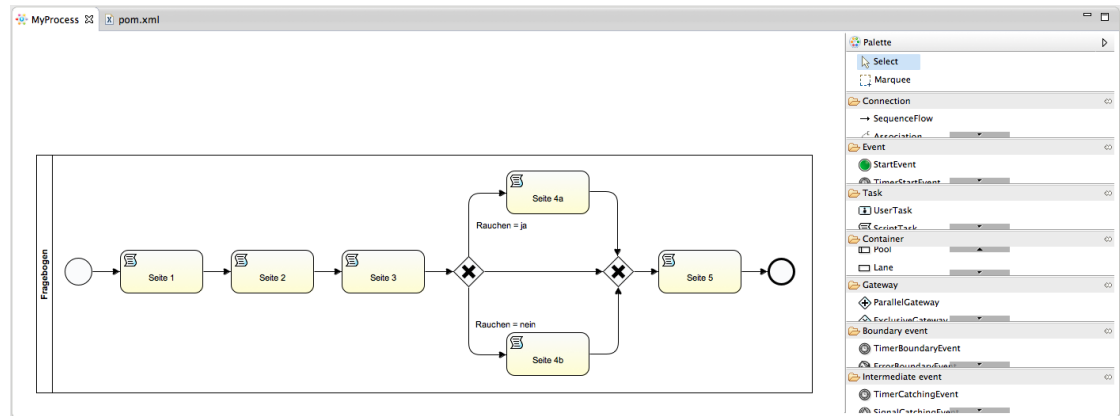 MyProcess
pom.xml
Palette
Select
Marquee
Connection
SequenceFlow
Association
Event
StartEvent
TimerStartEvent
Task
UserTask
ScriptTask
Container
Pool
Lane
Gateway
ParallelGateway
ExclusiveGateway
Boundary event
TimerBoundaryEvent
ErrorBoundaryEvent
Intermediate event
TimerCatchingEvent
SignalCatchingEvent
Fragebogen
Seite 1
Seite 2
Seite 3
Rauchen = ja
Seite 4a
Rauchen = nein
Seite 4b
Seite 5